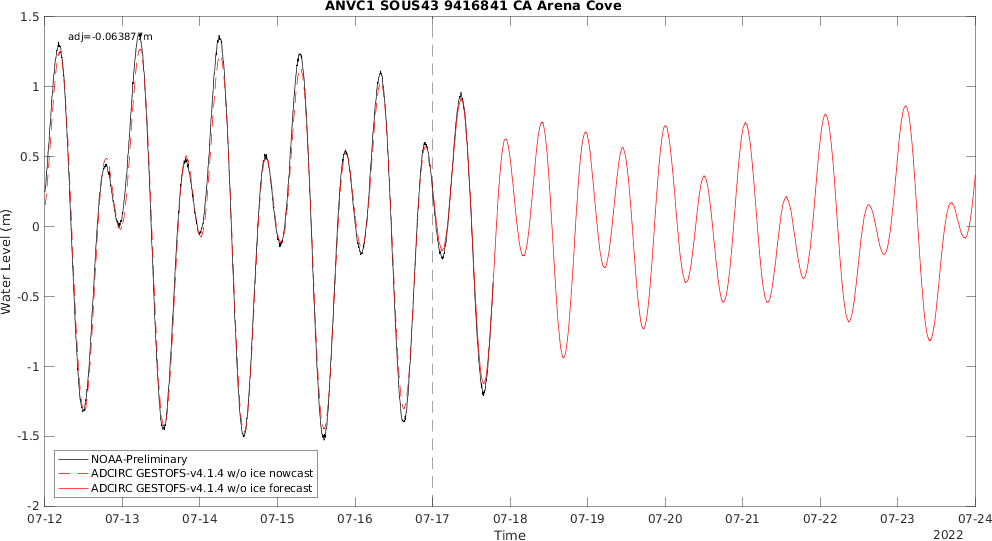 ANVC1 SOUS43 9416841 CA Arena Cove
adj=-0.063877m
1.5
1
0.5
0
-0.5
-1
-1.5
-2
Water Level (m)
NOAA-Preliminary
ADCIRC GESTOFS-v4.1.4 w/o ice nowcast
ADCIRC GESTOFS-v4.1.4 w/o ice forecast
07-12 07-13 07-14 07-15 07-16 07-17 07-18 07-19 07-20 07-21 07-22 07-23 07-24
Time
2022